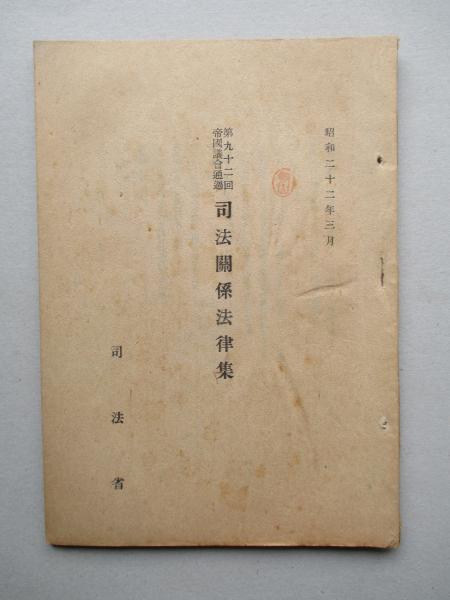 昭和二十二年三月
第九十二回
帝國議會通過
司法關係法律集
司法省